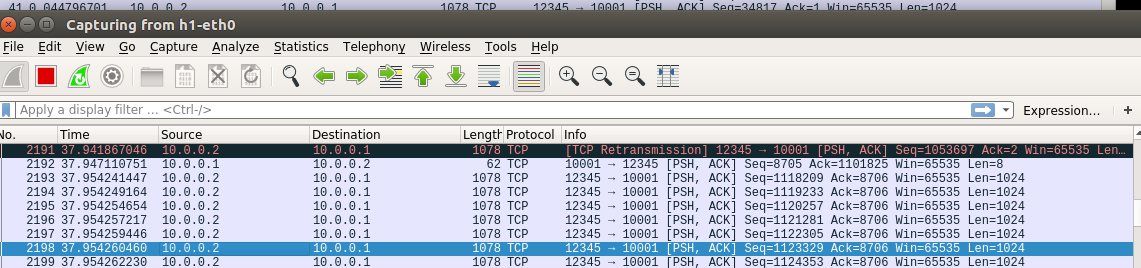 41 0.044796701 10.0.0.2 10.0.0.1 1078 TCP 12345 → 10001 [PSH, ACK] Seq=34817 Ack=1 Win=65535 Len=1024
Capturing from h1-eth0
File Edit View Go Capture Analyze Statistics Telephony Wireless Tools Help
Apply a display filter ... <Ctrl-/> Expression... +
No. Time Source Destination Length Protocol Info
2191 37.941867046 10.0.0.2 10.0.0.1 1078 TCP [TCP Retransmission] 12345 → 10001 [PSH, ACK] Seq=1053697 Ack=2 Win=65535 Len...
2192 37.947110751 10.0.0.1 10.0.0.2 62 TCP 10001 → 12345 [PSH, ACK] Seq=8705 Ack=1101825 Win=65535 Len=8
2193 37.954241447 10.0.0.2 10.0.0.1 1078 TCP 12345 → 10001 [PSH, ACK] Seq=1118209 Ack=8706 Win=65535 Len=1024
2194 37.954249164 10.0.0.2 10.0.0.1 1078 TCP 12345 → 10001 [PSH, ACK] Seq=1119233 Ack=8706 Win=65535 Len=1024
2195 37.954254654 10.0.0.2 10.0.0.1 1078 TCP 12345 → 10001 [PSH, ACK] Seq=1120257 Ack=8706 Win=65535 Len=1024
2196 37.954257217 10.0.0.2 10.0.0.1 1078 TCP 12345 → 10001 [PSH, ACK] Seq=1121281 Ack=8706 Win=65535 Len=1024
2197 37.954259446 10.0.0.2 10.0.0.1 1078 TCP 12345 → 10001 [PSH, ACK] Seq=1122305 Ack=8706 Win=65535 Len=1024
2198 37.954260460 10.0.0.2 10.0.0.1 1078 TCP 12345 → 10001 [PSH, ACK] Seq=1123329 Ack=8706 Win=65535 Len=1024
2199 37.954262230 10.0.0.2 10.0.0.1 1078 TCP 12345 → 10001 [PSH, ACK] Seq=1124353 Ack=8706 Win=65535 Len=1024